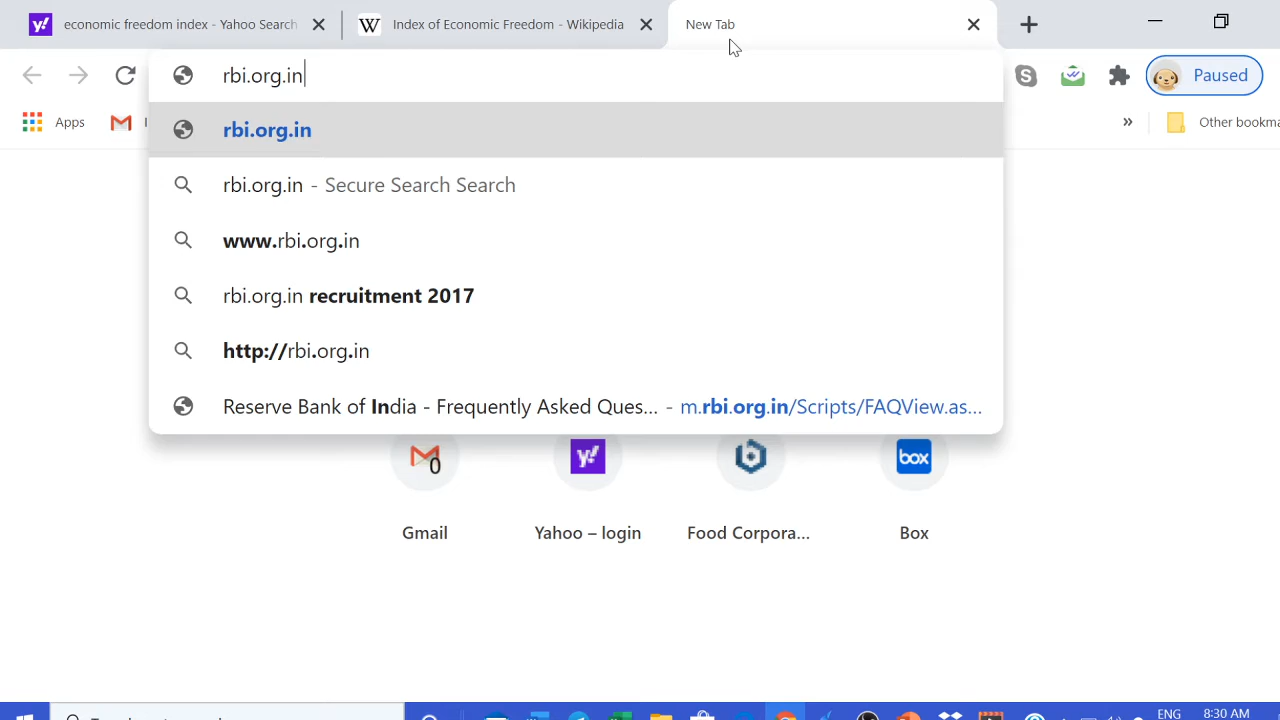 economic freedom index - Yahoo Search
Index of Economic Freedom - Wikipedia
New Tab
rbi.org.in
Paused
Apps
Other bookma
rbi.org.in
rbi.org.in - Secure Search Search
www.rbi.org.in
rbi.org.in recruitment 2017
http://rbi.org.in
Reserve Bank of India - Frequently Asked Ques... - m.rbi.org.in/Scripts/FAQView.as...
0
y!
box
Gmail
Yahoo – login
Food Corpora...
Box
ENG
8:30 AM